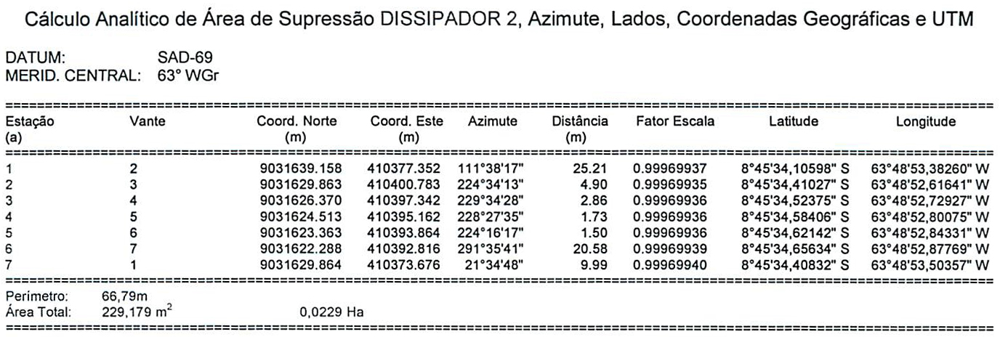 Cálculo Analítico de Área de Supressão DISSIPADOR 2, Azimute, Lados, Coordenadas Geográficas e UTM
DATUM: SAD-69
MERID. CENTRAL: 63° WGr
Estação Vante Coord. Norte Coord. Este Azimute Distância Fator Escala Latitude Longitude
(a) (m) (m) (m)
1 2 9031639.158 410377.352 111°38'17" 25.21 0.99969937 8°45'34,10598" S 63°48'53,38260" W
2 3 9031629.863 410400.783 224°34'13" 4.90 0.99969935 8°45'34,41027" S 63°48'52,61641" W
3 4 9031626.370 410397.342 229°34'28" 2.86 0.99969936 8°45'34,52375" S 63°48'52,72927" W
4 5 9031624.513 410395.162 228°27'35" 1.73 0.99969936 8°45'34,58406" S 63°48'52,80075" W
5 6 9031623.363 410393.864 224°16'17" 1.50 0.99969936 8°45'34,62142" S 63°48'52,84331" W
6 7 9031622.288 410392.816 291°35'41" 20.58 0.99969939 8°45'34,65634" S 63°48'52,87769" W
7 1 9031629.864 410373.676 21°34'48" 9.99 0.99969940 8°45'34,40832" S 63°48'53,50357" W
Perímetro: 66,79m
Área Total: 229,179 m² 0,0229 Ha